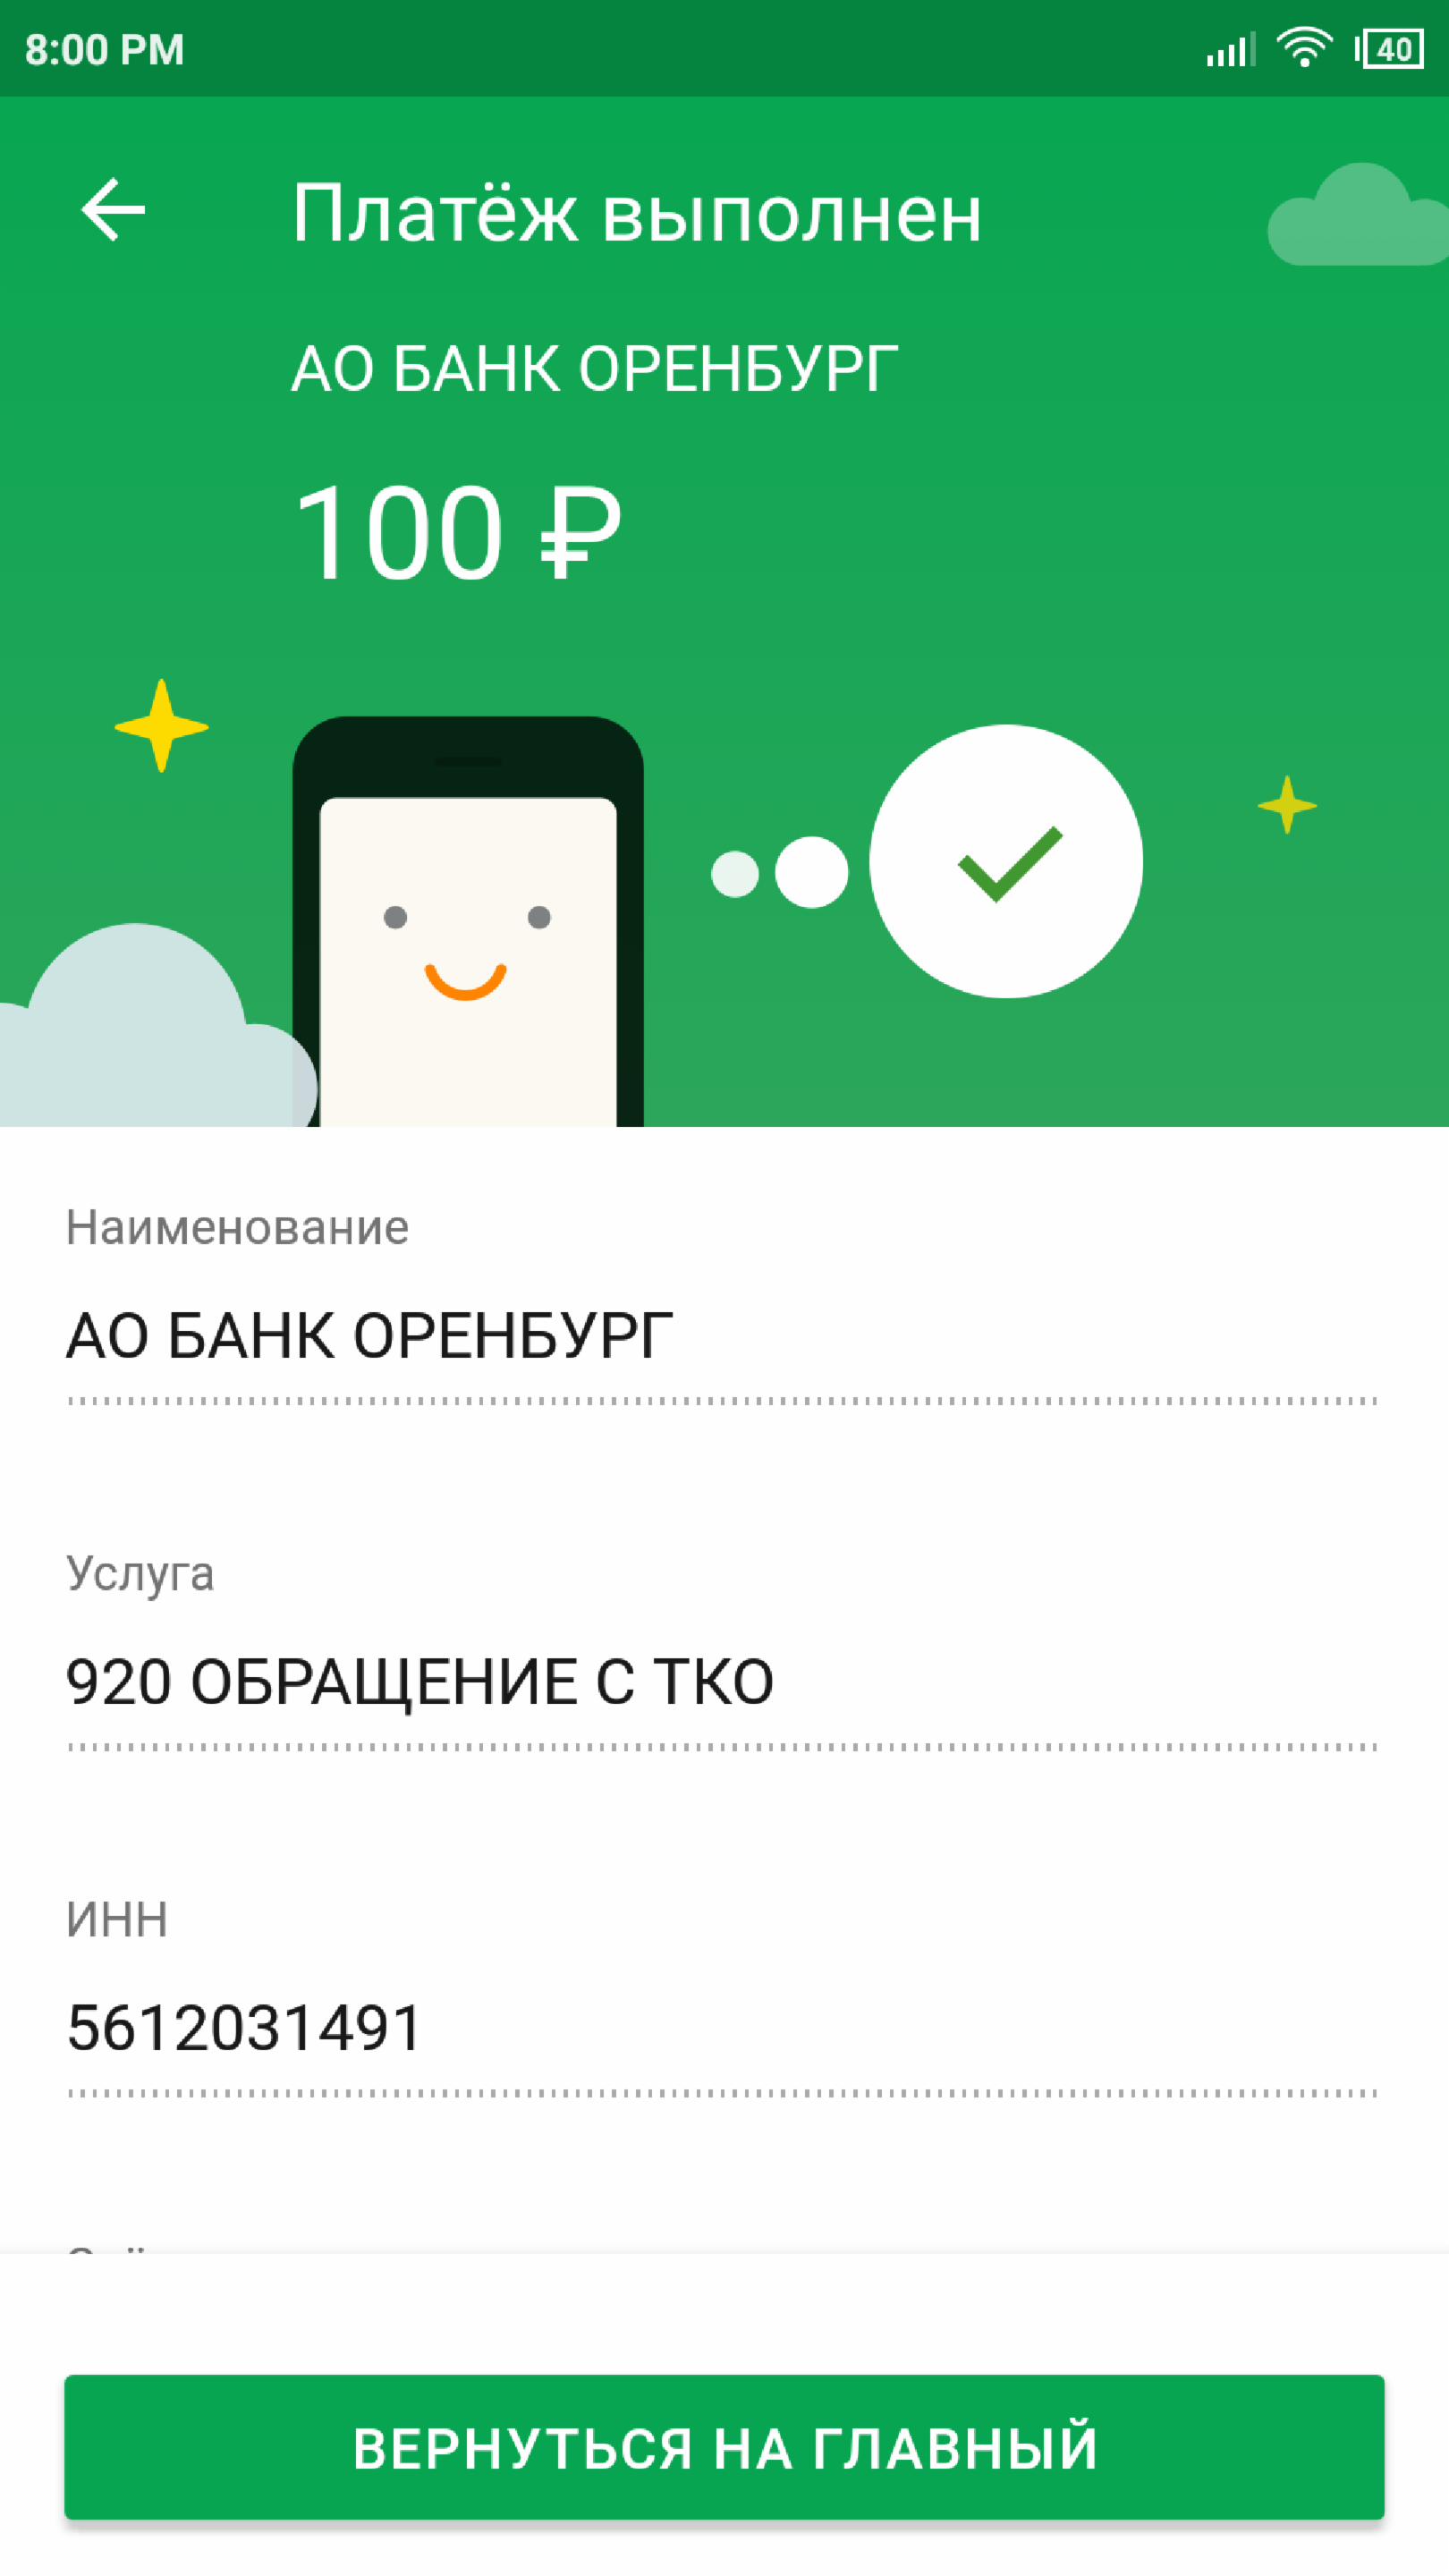 8:00 PM
40
Платёж выполнен
АО БАНК ОРЕНБУРГ
100 ₽
Наименование
АО БАНК ОРЕНБУРГ
Услуга
920 ОБРАЩЕНИЕ С ТКО
ИНН
5612031491
ВЕРНУТЬСЯ НА ГЛАВНЫЙ